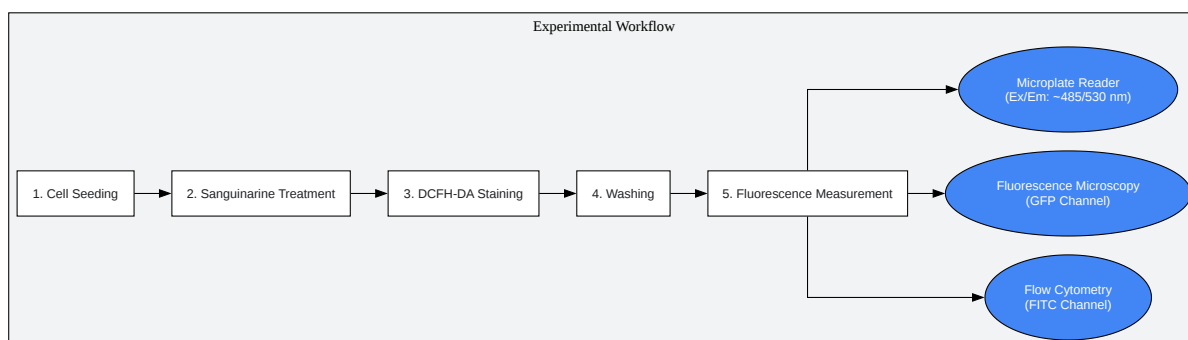 Experimental Workflow
1. Cell Seeding
2. Sanguinarine Treatment
3. DCFH-DA Staining
4. Washing
5. Fluorescence Measurement
Microplate Reader
(Ex/Em: ~485/530 nm)
Fluorescence Microscopy
(GFP Channel)
Flow Cytometry
(FITC Channel)